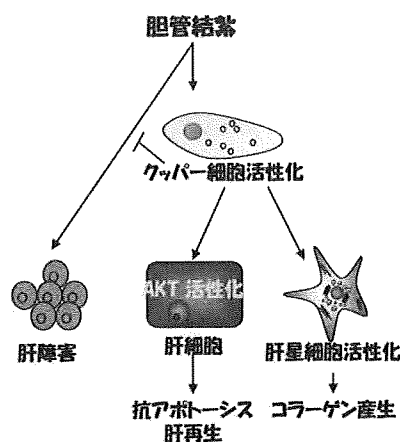 胆管結紮
クッパー細胞活性化
AKT 活性化
肝障害
肝細胞
肝星細胞活性化
抗アポトーシス
肝再生
コラーゲン産生